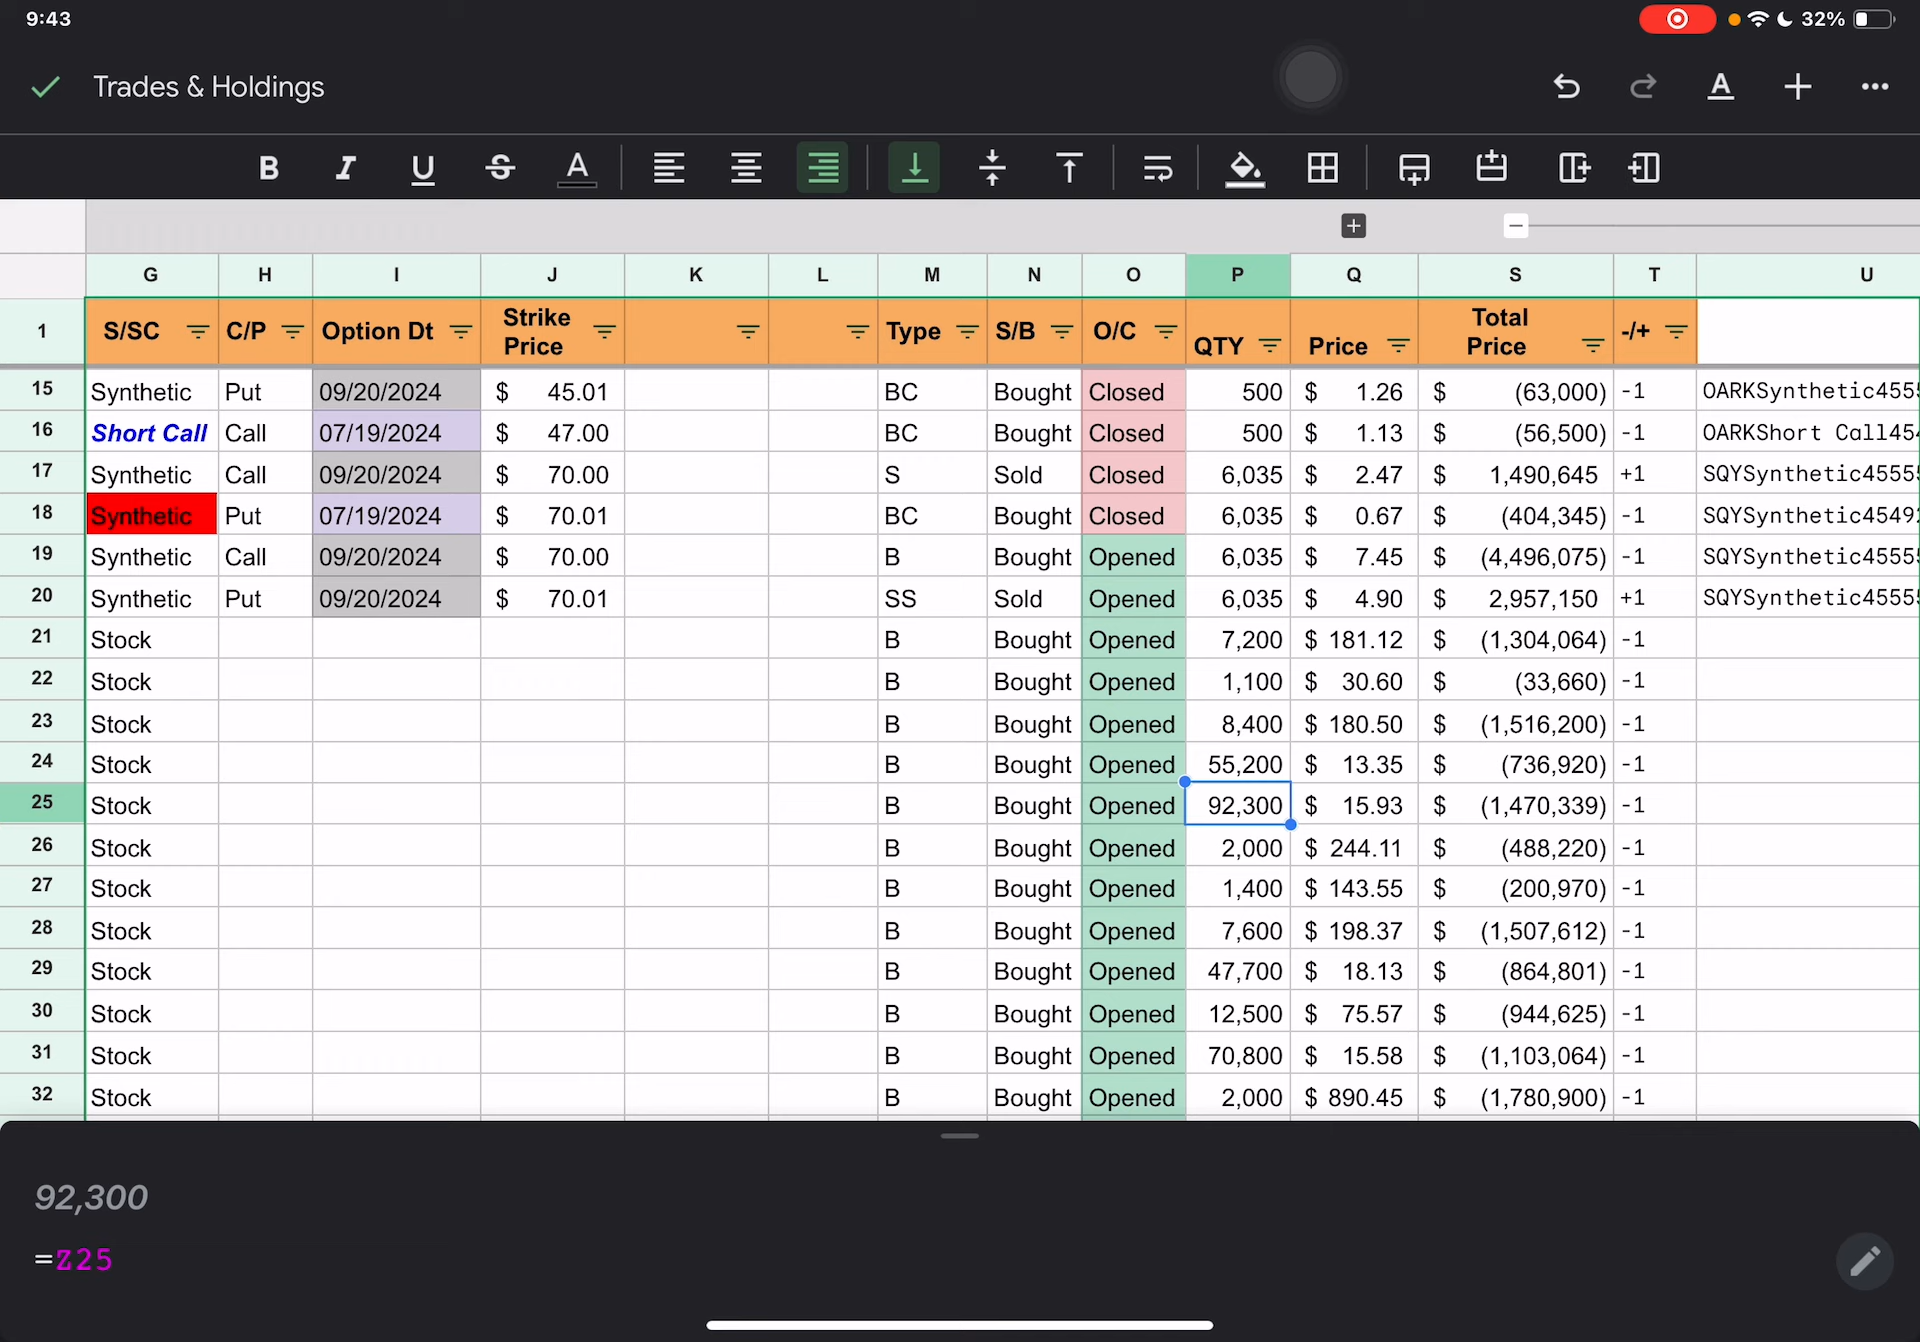 9:43
32%
Trades & Holdings
B I U S A
G H I J K L M N O P Q S T U
1 S/SC C/P Option Dt Strike Price Type S/B O/C QTY Price Total Price -/+
15 Synthetic Put 09/20/2024 $ 45.01 BC Bought Closed 500 $ 1.26 $ (63,000) -1 OARKSynthetic4555
16 Short Call Call 07/19/2024 $ 47.00 BC Bought Closed 500 $ 1.13 $ (56,500) -1 OARKShort Call454
17 Synthetic Call 09/20/2024 $ 70.00 S Sold Closed 6,035 $ 2.47 $ 1,490,645 +1 SQYSynthetic45555
18 Synthetic Put 07/19/2024 $ 70.01 BC Bought Closed 6,035 $ 0.67 $ (404,345) -1 SQYSynthetic45492
19 Synthetic Call 09/20/2024 $ 70.00 B Bought Opened 6,035 $ 7.45 $ (4,496,075) -1 SQYSynthetic45555
20 Synthetic Put 09/20/2024 $ 70.01 SS Sold Opened 6,035 $ 4.90 $ 2,957,150 +1 SQYSynthetic45555
21 Stock B Bought Opened 7,200 $ 181.12 $ (1,304,064) -1
22 Stock B Bought Opened 1,100 $ 30.60 $ (33,660) -1
23 Stock B Bought Opened 8,400 $ 180.50 $ (1,516,200) -1
24 Stock B Bought Opened 55,200 $ 13.35 $ (736,920) -1
25 Stock B Bought Opened 92,300 $ 15.93 $ (1,470,339) -1
26 Stock B Bought Opened 2,000 $ 244.11 $ (488,220) -1
27 Stock B Bought Opened 1,400 $ 143.55 $ (200,970) -1
28 Stock B Bought Opened 7,600 $ 198.37 $ (1,507,612) -1
29 Stock B Bought Opened 47,700 $ 18.13 $ (864,801) -1
30 Stock B Bought Opened 12,500 $ 75.57 $ (944,625) -1
31 Stock B Bought Opened 70,800 $ 15.58 $ (1,103,064) -1
32 Stock B Bought Opened 2,000 $ 890.45 $ (1,780,900) -1
92,300
=Z25